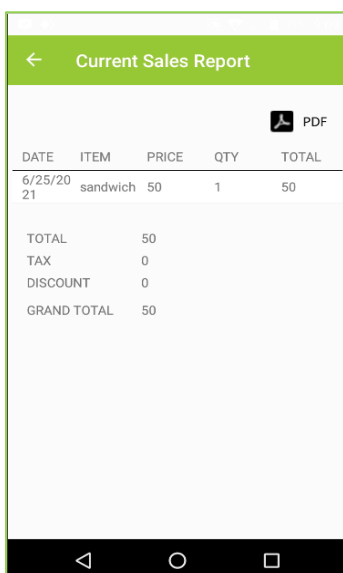 Current Sales Report
PDF
DATE ITEM PRICE QTY TOTAL
6/25/20
21 sandwich 50 1 50
TOTAL 50
TAX 0
DISCOUNT 0
GRAND TOTAL 50